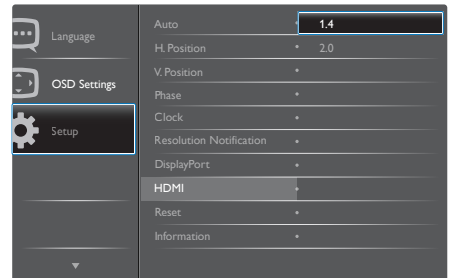 Language
OSD Settings
Setup
Auto
H. Position
V. Position
Phase
Clock
Resolution Notification
DisplayPort
HDMI
Reset
Information
1.4
2.0